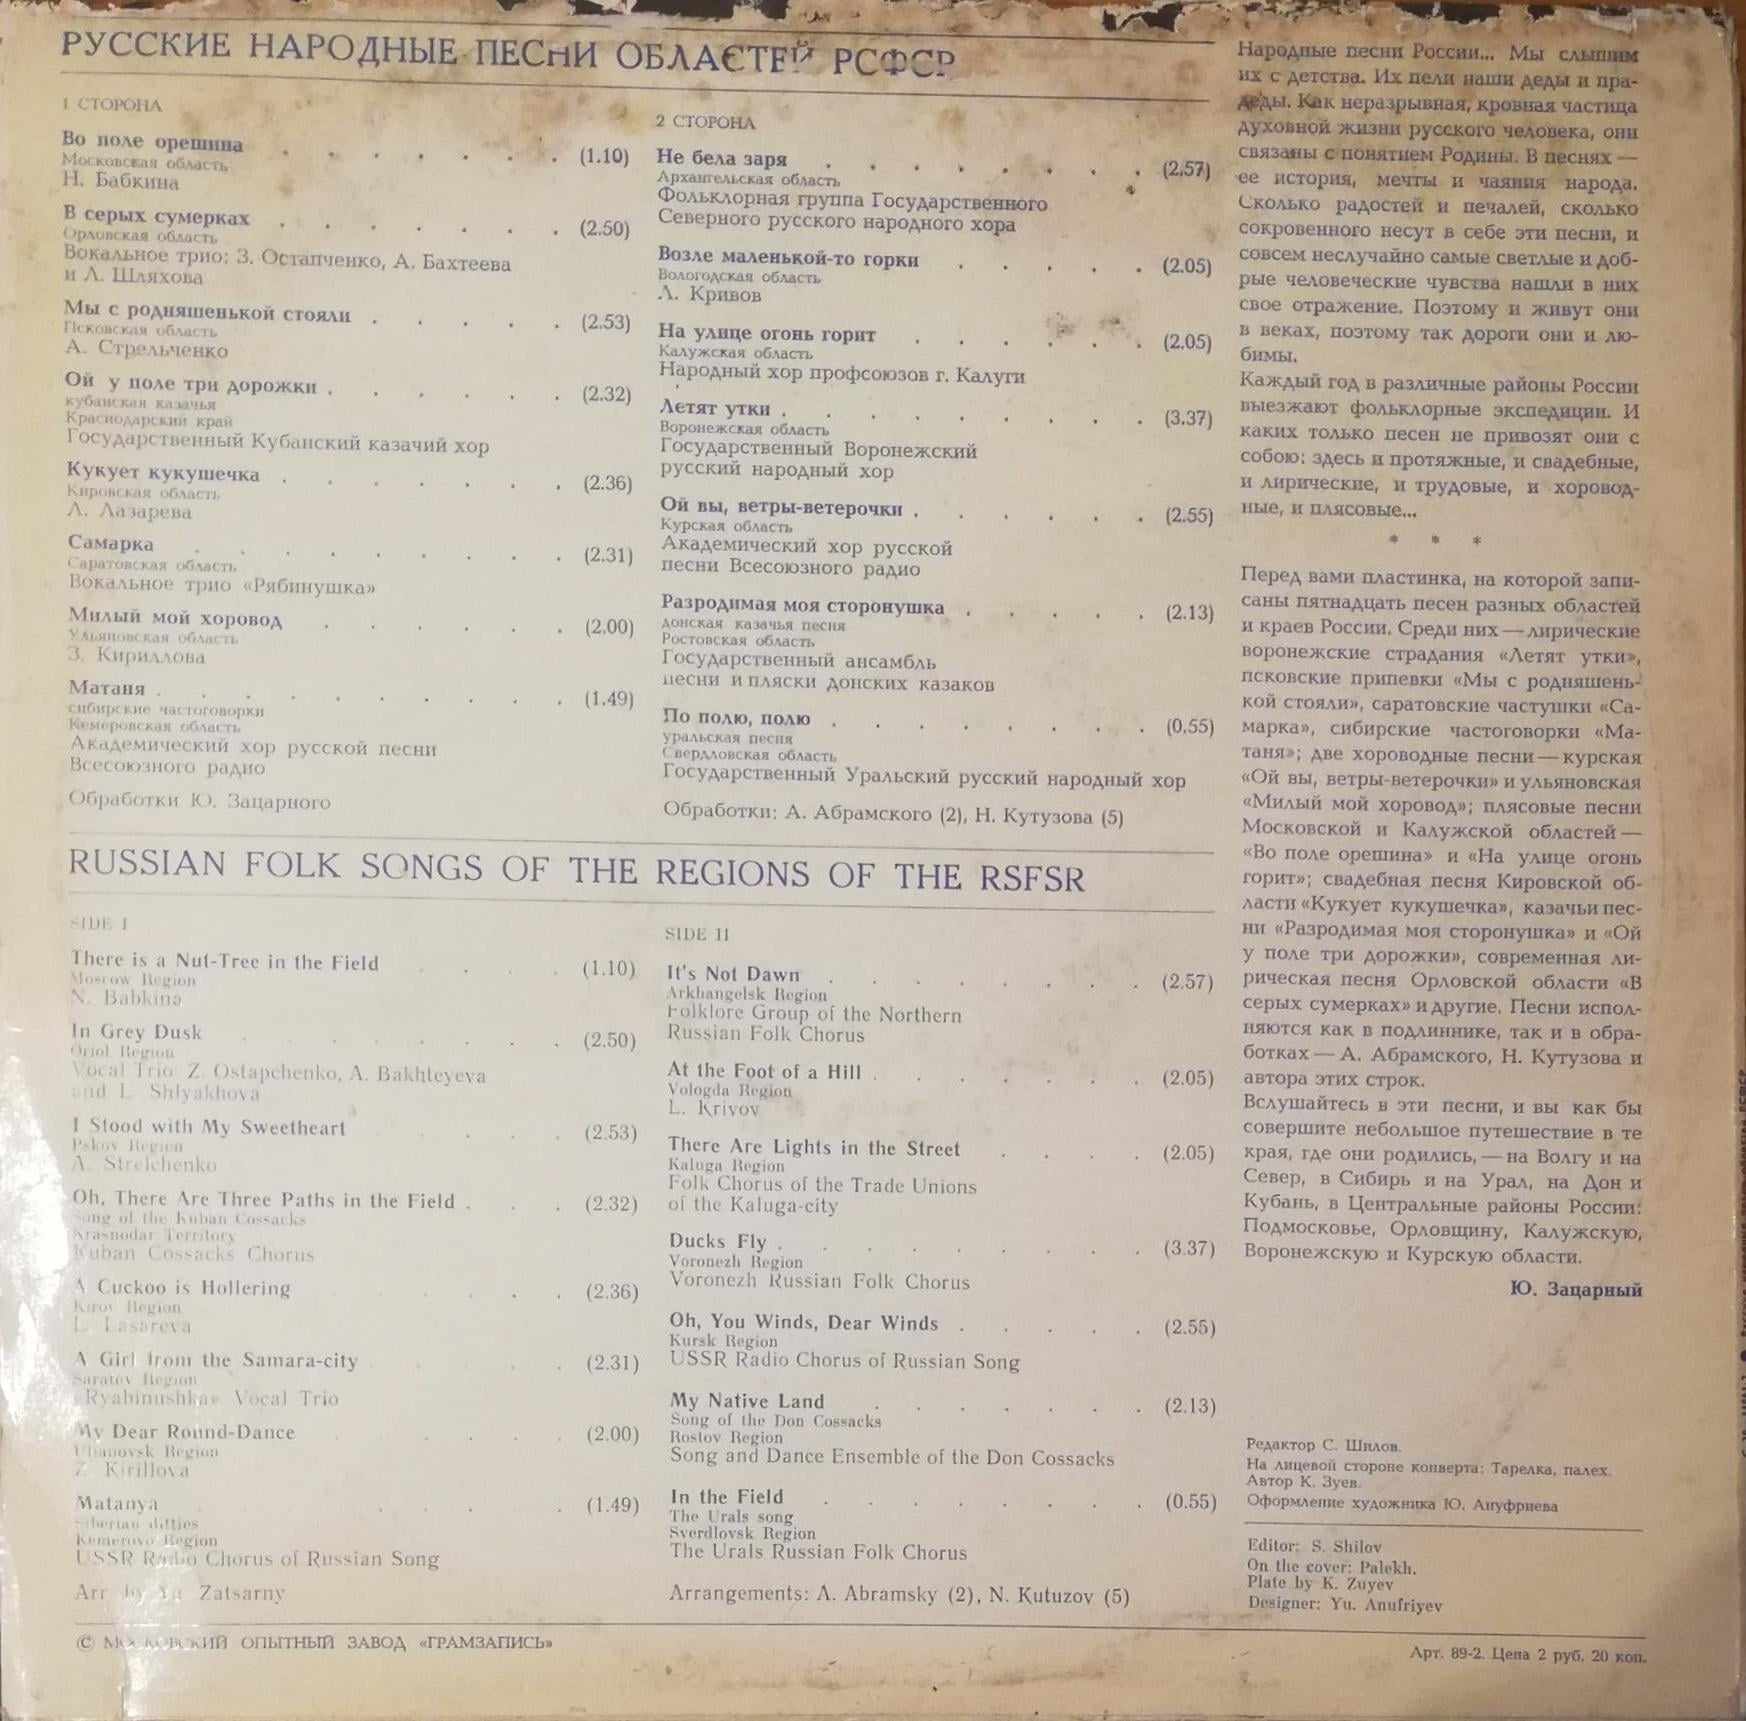 РУССКИЕ НАРОДНЫЕ ПЕСНИ ОБЛАСТЕЙ РСФСР
1 СТОРОНА
Во поле орешина (1.10)
Московская область
Н. Бабкина
В серых сумерках (2.50)
Орловская область
Вокальное трио: З. Остапченко, А. Бахтеева
и Л. Шляхова
Мы с родняшенькой стояли (2.53)
Псковская область
А. Стрельченко
Ой у поле три дорожки (2.32)
кубанская казачья
Краснодарский край
Государственный Кубанский казачий хор
Кукует кукушечка (2.36)
Кировская область
Л. Лазарева
Самарка (2.31)
Саратовская область
Вокальное трио «Рябинушка»
Милый мой хоровод (2.00)
Ульяновская область
З. Кириллова
Матаня (1.49)
сибирские частоговорки
Кемеровская область
Академический хор русской песни
Всесоюзного радио
Обработки Ю. Зацарного
2 СТОРОНА
Не бела заря (2.57)
Архангельская область
Фольклорная группа Государственного
Северного русского народного хора
Возле маленькой-то горки (2.05)
Вологодская область
Л. Кривов
На улице огонь горит (2.05)
Калужская область
Народный хор профсоюзов г. Калуги
Летят утки (3.37)
Воронежская область
Государственный Воронежский
русский народный хор
Ой вы, ветры-ветерочки (2.55)
Курская область
Академический хор русской
песни Всесоюзного радио
Разродимая моя сторонушка (2.13)
донская казачья песня
Ростовская область
Государственный ансамбль
песни и пляски донских казаков
По полю, полю (0.55)
уральская песня
Свердловская область
Государственный Уральский русский народный хор
Обработки: А. Абрамского (2), Н. Кутузова (5)
RUSSIAN FOLK SONGS OF THE REGIONS OF THE RSFSR
SIDE I
There is a Nut-Tree in the Field (1.10)
Moscow Region
N. Babkina
In Grey Dusk (2.50)
Oriol Region
Vocal Trio Z. Ostapchenko, A. Bakhteyeva
and L. Shlyakhova
I Stood with My Sweetheart (2.53)
Pskov Region
A. Strelchenko
Oh, There Are Three Paths in the Field (2.32)
Song of the Kuban Cossacks
Krasnodar Territory
Kuban Cossacks Chorus
A Cuckoo is Hollering (2.36)
Kirov Region
L. Lasareva
A Girl from the Samara-city (2.31)
Saratov Region
«Ryabinushka» Vocal Trio
My Dear Round-Dance (2.00)
Ulianovsk Region
Z. Kirillova
Matanya (1.49)
Siberian ditties
Kemerovo Region
USSR Radio Chorus of Russian Song
Arr by Yu. Zatsarny
SIDE II
It's Not Dawn (2.57)
Arkhangelsk Region
Folklore Group of the Northern
Russian Folk Chorus
At the Foot of a Hill (2.05)
Vologda Region
L. Krivov
There Are Lights in the Street (2.05)
Kaluga Region
Folk Chorus of the Trade Unions
of the Kaluga-city
Ducks Fly (3.37)
Voronezh Region
Voronezh Russian Folk Chorus
Oh, You Winds, Dear Winds (2.55)
Kursk Region
USSR Radio Chorus of Russian Song
My Native Land (2.13)
Song of the Don Cossacks
Rostov Region
Song and Dance Ensemble of the Don Cossacks
In the Field (0.55)
The Urals song
Sverdlovsk Region
The Urals Russian Folk Chorus
Arrangements: A. Abramsky (2), N. Kutuzov (5)
Народные песни России... Мы слышим
их с детства. Их пели наши деды и пра-
деды. Как неразрывная, кровная частица
духовной жизни русского человека, они
связаны с понятием Родины. В песнях —
ее история, мечты и чаяния народа.
Сколько радостей и печалей, сколько
сокровенного несут в себе эти песни, и
совсем неслучайно самые светлые и доб-
рые человеческие чувства нашли в них
свое отражение. Поэтому и живут они
в веках, поэтому так дороги они и лю-
бимы.
Каждый год в различные районы России
выезжают фольклорные экспедиции. И
каких только песен не привозят они с
собою: здесь и протяжные, и свадебные,
и лирические, и трудовые, и хоровод-
ные, и плясовые...
* * *
Перед вами пластинка, на которой запи-
саны пятнадцать песен разных областей
и краев России. Среди них — лирические
воронежские страдания «Летят утки»,
псковские припевки «Мы с родняшень-
кой стояли», саратовские частушки «Са-
марка», сибирские частоговорки «Ма-
таня»; две хороводные песни — курская
«Ой вы, ветры-ветерочки» и ульяновская
«Милый мой хоровод»; плясовые песни
Московской и Калужской областей —
«Во поле орешина» и «На улице огонь
горит»; свадебная песня Кировской об-
ласти «Кукует кукушечка», казачьи пес-
ни «Разродимая моя сторонушка» и «Ой
у поле три дорожки», современная ли-
рическая песня Орловской области «В
серых сумерках» и другие. Песни испол-
няются как в подлиннике, так и в обра-
ботках — А. Абрамского, Н. Кутузова и
автора этих строк.
Вслушайтесь в эти песни, и вы как бы
совершите небольшое путешествие в те
края, где они родились, — на Волгу и на
Север, в Сибирь и на Урал, на Дон и
Кубань, в Центральные районы России:
Подмосковье, Орловщину, Калужскую,
Воронежскую и Курскую области.
Ю. Зацарный
Редактор С. Шилов.
На лицевой стороне конверта: Тарелка, палех.
Автор К. Зуев.
Оформление художника Ю. Ануфриева
Editor: S. Shilov
On the cover: Palekh.
Plate by K. Zuyev
Designer: Yu. Anufriyev
© МОСКОВСКИЙ ОПЫТНЫЙ ЗАВОД «ГРАМЗАПИСЬ»
Арт. 89-2. Цена 2 руб. 20 коп.